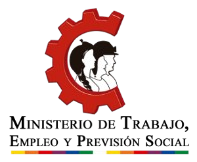 MINISTERIO DE TRABAJO,
EMPLEO Y PREVISIÓN SOCIAL